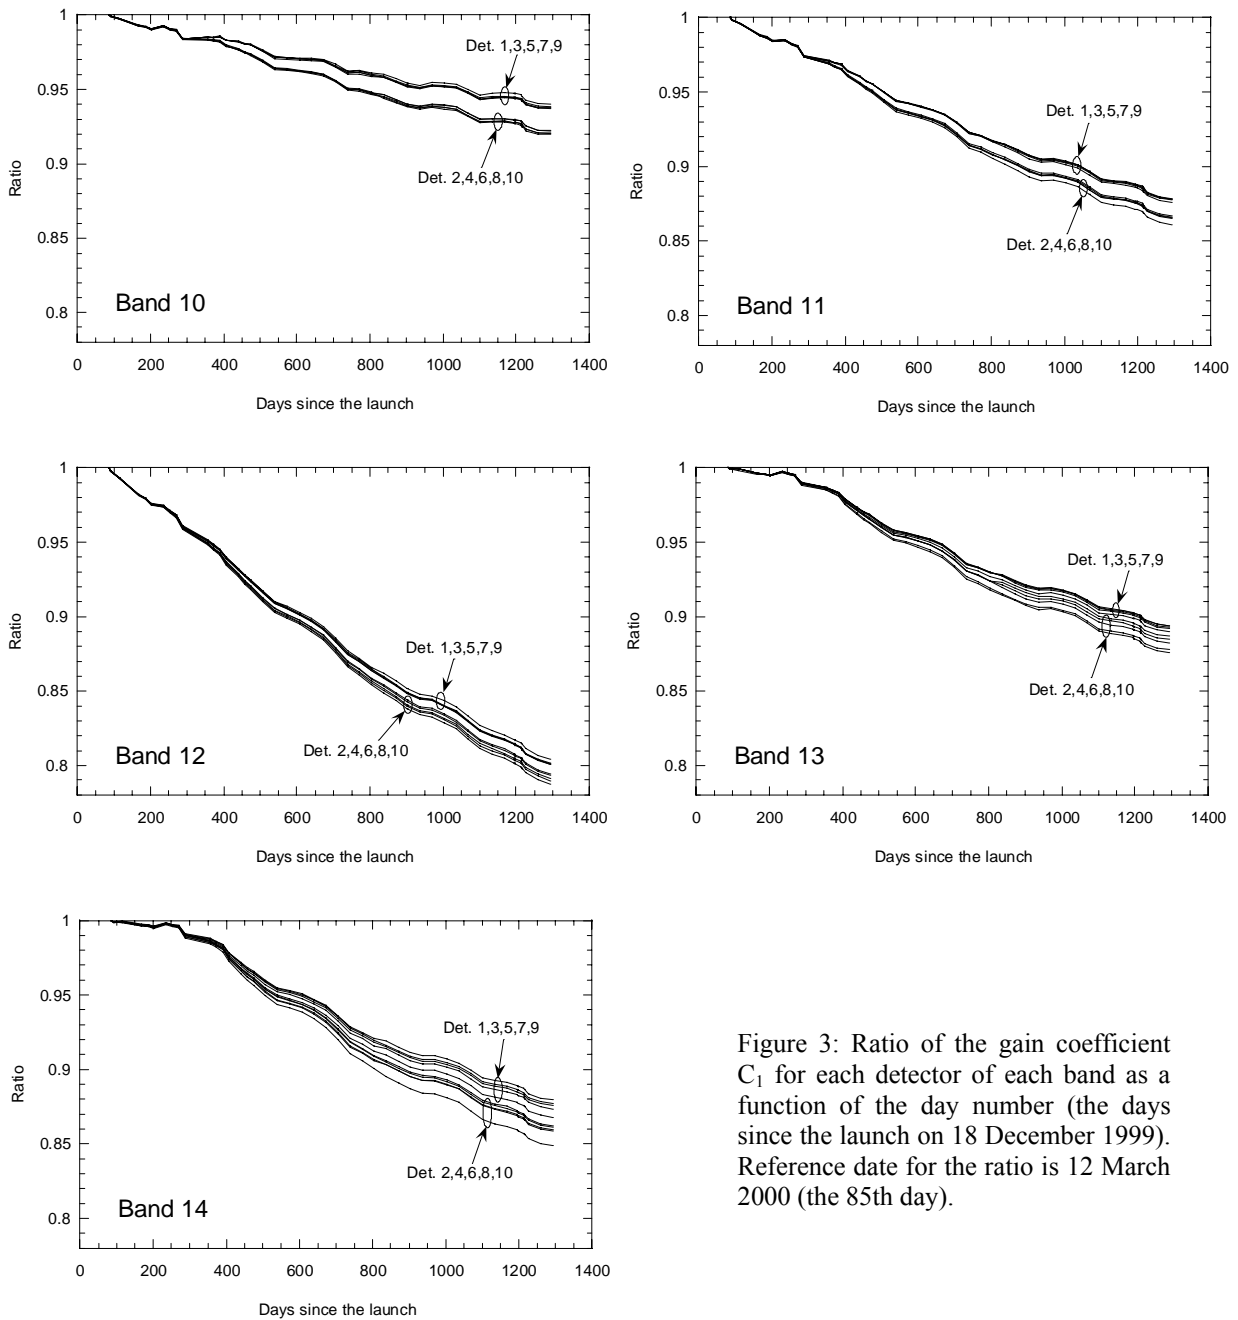 1
0.95
0.9
0.85
0.8
Ratio
Det. 1,3,5,7,9
Det. 2,4,6,8,10
Band 10
0 200 400 600 800 1000 1200 1400
Days since the launch
1
0.95
0.9
0.85
0.8
Ratio
Det. 1,3,5,7,9
Det. 2,4,6,8,10
Band 11
0 200 400 600 800 1000 1200 1400
Days since the launch
1
0.95
0.9
0.85
0.8
Ratio
Det. 1,3,5,7,9
Det. 2,4,6,8,10
Band 12
0 200 400 600 800 1000 1200 1400
Days since the launch
1
0.95
0.9
0.85
0.8
Ratio
Det. 1,3,5,7,9
Det. 2,4,6,8,10
Band 13
0 200 400 600 800 1000 1200 1400
Days since the launch
1
0.95
0.9
0.85
0.8
Ratio
Det. 1,3,5,7,9
Det. 2,4,6,8,10
Band 14
0 200 400 600 800 1000 1200 1400
Days since the launch
Figure 3: Ratio of the gain coefficient
C₁ for each detector of each band as a
function of the day number (the days
since the launch on 18 December 1999).
Reference date for the ratio is 12 March
2000 (the 85th day).